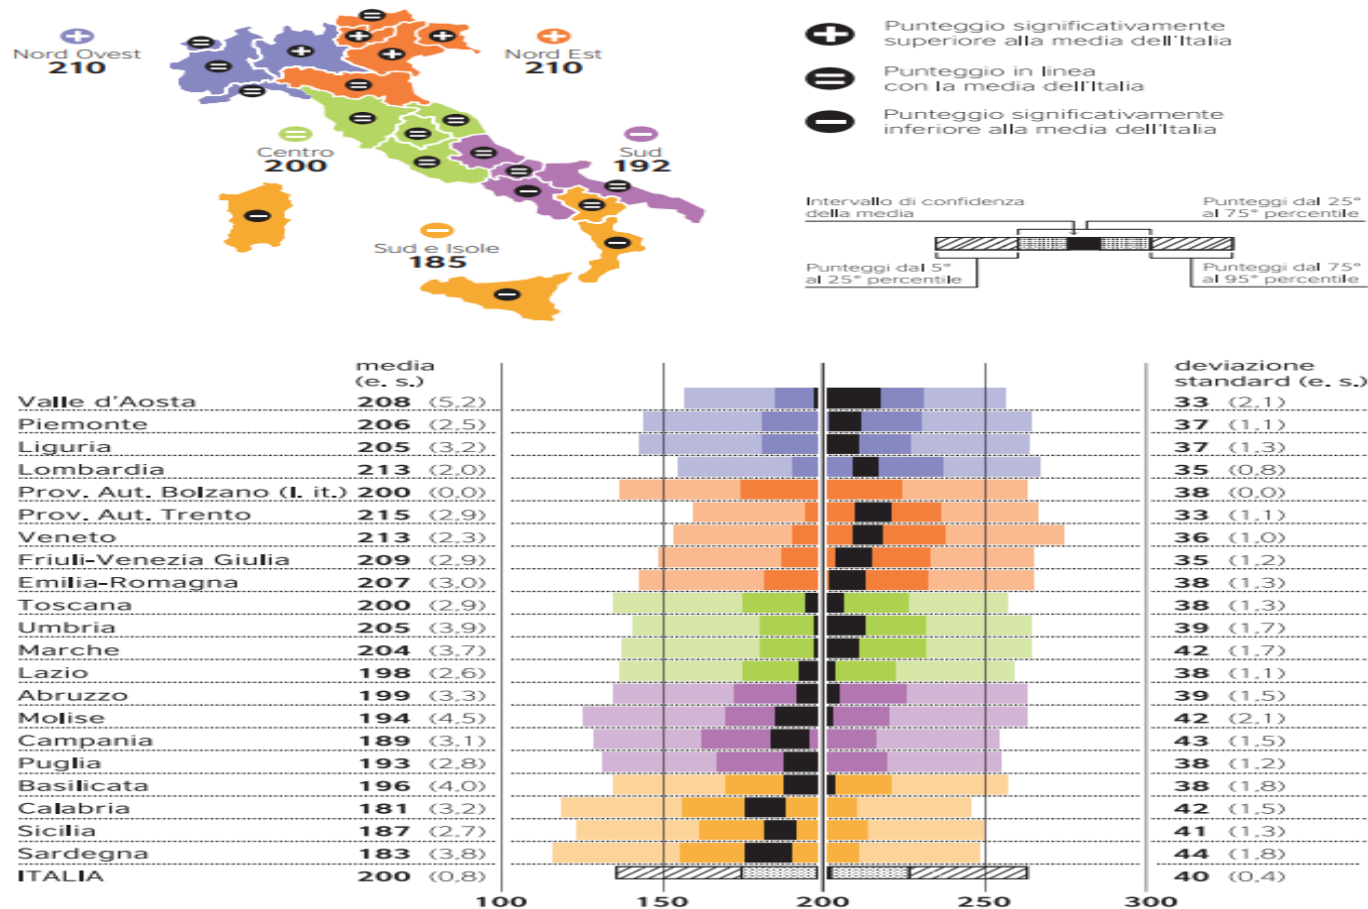 Nord Ovest
210
Nord Est
210
Centro
200
Sud
192
Sud e Isole
185
Punteggio significativamente
superiore alla media dell'Italia
Punteggio in linea
con la media dell'Italia
Punteggio significativamente
inferiore alla media dell'Italia
Intervallo di confidenza
della media
Punteggi dal 25°
al 75° percentile
Punteggi dal 5°
al 25° percentile
Punteggi dal 75°
al 95° percentile
media
(e. s.)
deviazione
standard (e. s.)
Valle d'Aosta 208 (5,2) 33 (2,1)
Piemonte 206 (2,5) 37 (1,1)
Liguria 205 (3,2) 37 (1,3)
Lombardia 213 (2,0) 35 (0,8)
Prov. Aut. Bolzano (l. it.) 200 (0,0) 38 (0,0)
Prov. Aut. Trento 215 (2,9) 33 (1,1)
Veneto 213 (2,3) 36 (1,0)
Friuli-Venezia Giulia 209 (2,9) 35 (1,2)
Emilia-Romagna 207 (3,0) 38 (1,3)
Toscana 200 (2,9) 38 (1,3)
Umbria 205 (3,9) 39 (1,7)
Marche 204 (3,7) 42 (1,7)
Lazio 198 (2,6) 38 (1,1)
Abruzzo 199 (3,3) 39 (1,5)
Molise 194 (4,5) 42 (2,1)
Campania 189 (3,1) 43 (1,5)
Puglia 193 (2,8) 38 (1,2)
Basilicata 196 (4,0) 38 (1,8)
Calabria 181 (3,2) 42 (1,5)
Sicilia 187 (2,7) 41 (1,3)
Sardegna 183 (3,8) 44 (1,8)
ITALIA 200 (0,8) 40 (0,4)
100 150 200 250 300